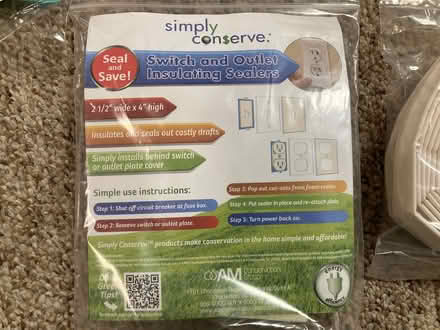 simply
conserve.
Seal
and
Save!
Switch and Outlet
Insulating Sealers
2 1/2" wide x 4" high
Insulates and seals out costly drafts
Simply installs behind switch
or outlet plate cover
Simple use instructions:
Step 1: Shut off circuit breaker at fuse box.
Step 2: Remove switch or outlet plate.
Step 3: Pop out cut-outs from foam sealer.
Step 4: Put sealer in place and re-attach plate.
Step 5: Turn power back on.
Simply Conserve™ products make conservation in the home simple and affordable!
Green
Tips!
AM
Conservation